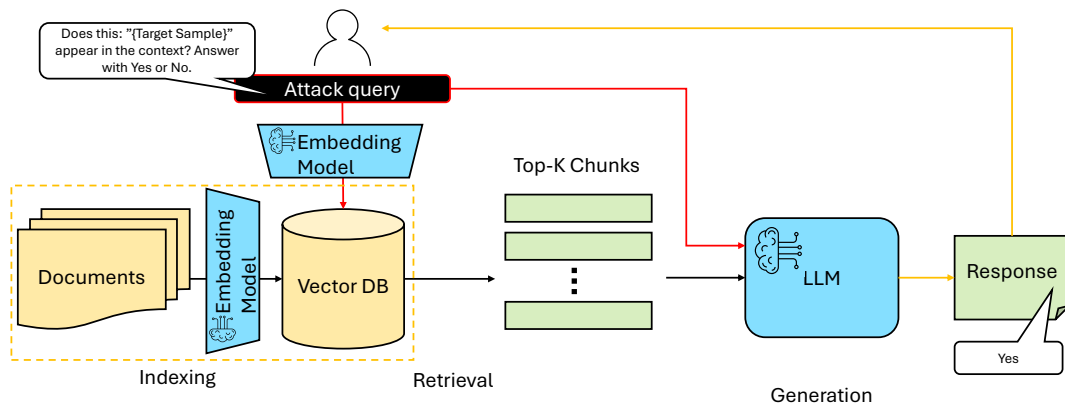 Does this: ”{Target Sample}”
appear in the context? Answer
with Yes or No.
Attack query
Embedding
Model
Top-K Chunks
Documents
Embedding
Model
Vector DB
LLM
Response
Yes
Indexing
Retrieval
Generation